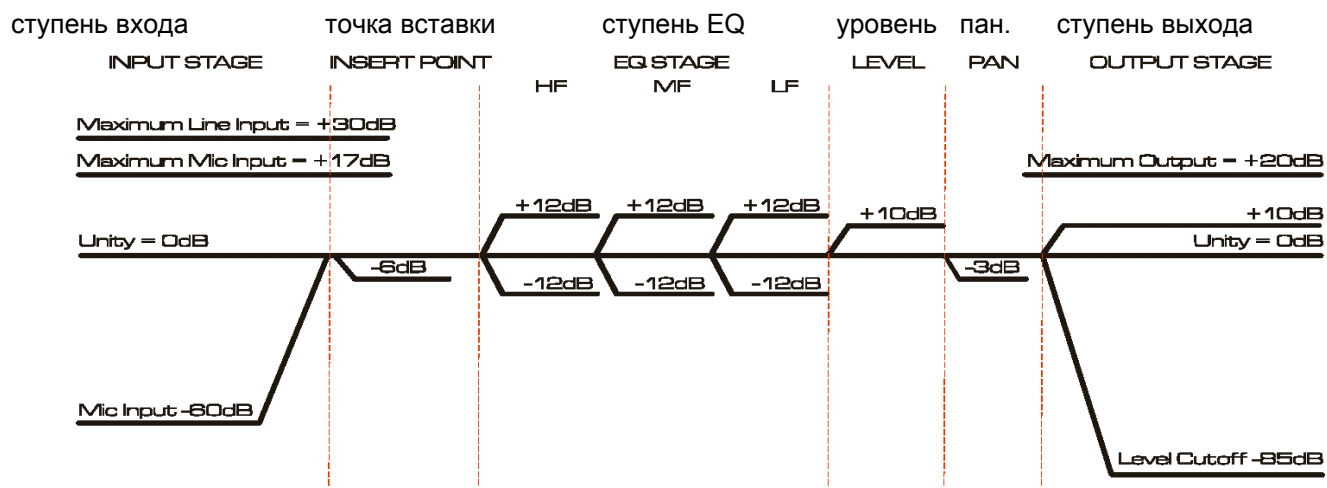 ступень входа точка вставки ступень EQ уровень пан. ступень выхода
INPUT STAGE INSERT POINT EQ STAGE LEVEL PAN OUTPUT STAGE
HF MF LF
Maximum Line Input = +30dB
Maximum Mic Input = +17dB Maximum Output = +20dB
+12dB +12dB +12dB +10dB +10dB
Unity = 0dB Unity = 0dB
-6dB -3dB
-12dB -12dB -12dB
Mic Input -60dB
Level Cutoff -85dB